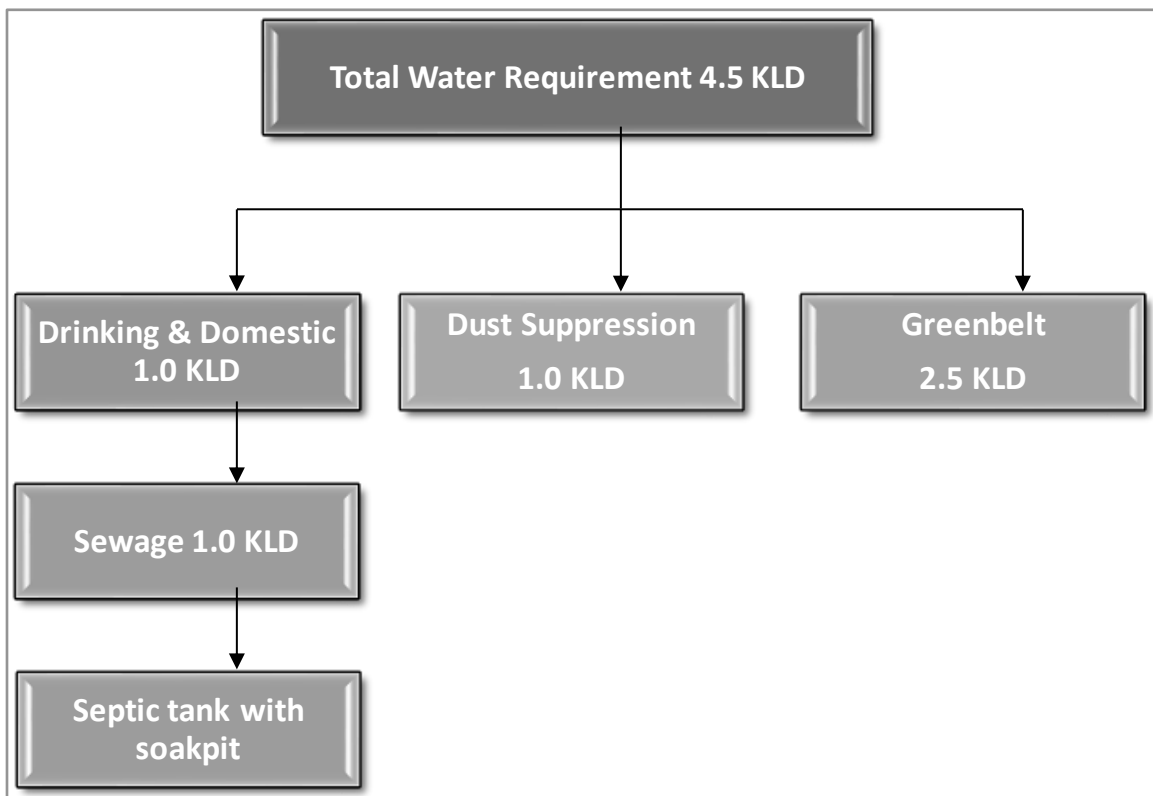 Total Water Requirement 4.5 KLD
Drinking & Domestic
1.0 KLD
Dust Suppression
1.0 KLD
Greenbelt
2.5 KLD
Sewage 1.0 KLD
Septic tank with
soakpit